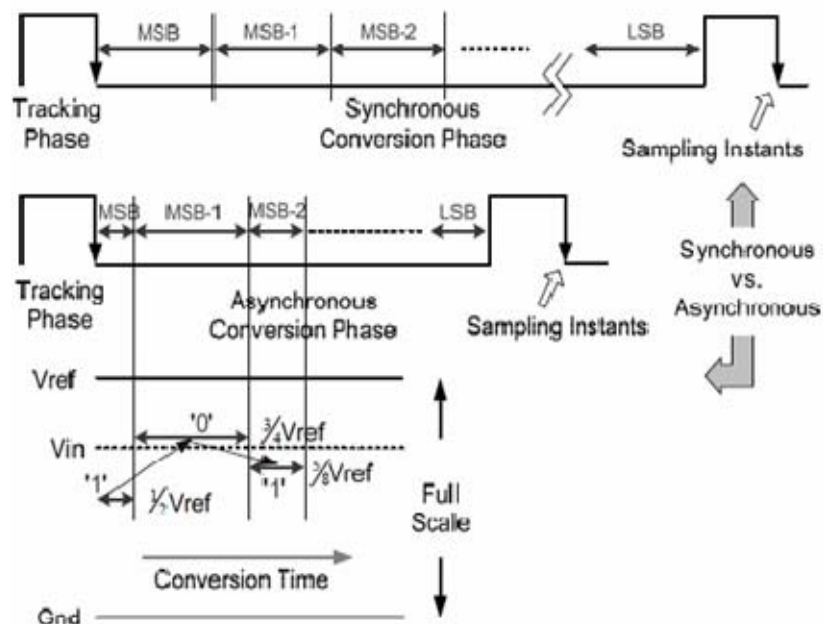 MSB MSB-1 MSB-2 LSB
Tracking Phase
Synchronous Conversion Phase
Sampling Instants
MSB MSB-1 MSB-2 LSB
Tracking Phase
Asynchronous Conversion Phase
Sampling Instants
Synchronous
vs.
Asynchronous
Vref
'0' ¾Vref
Vin
'1' ½Vref
'1' ⅜Vref
Full
Scale
Conversion Time
Gnd